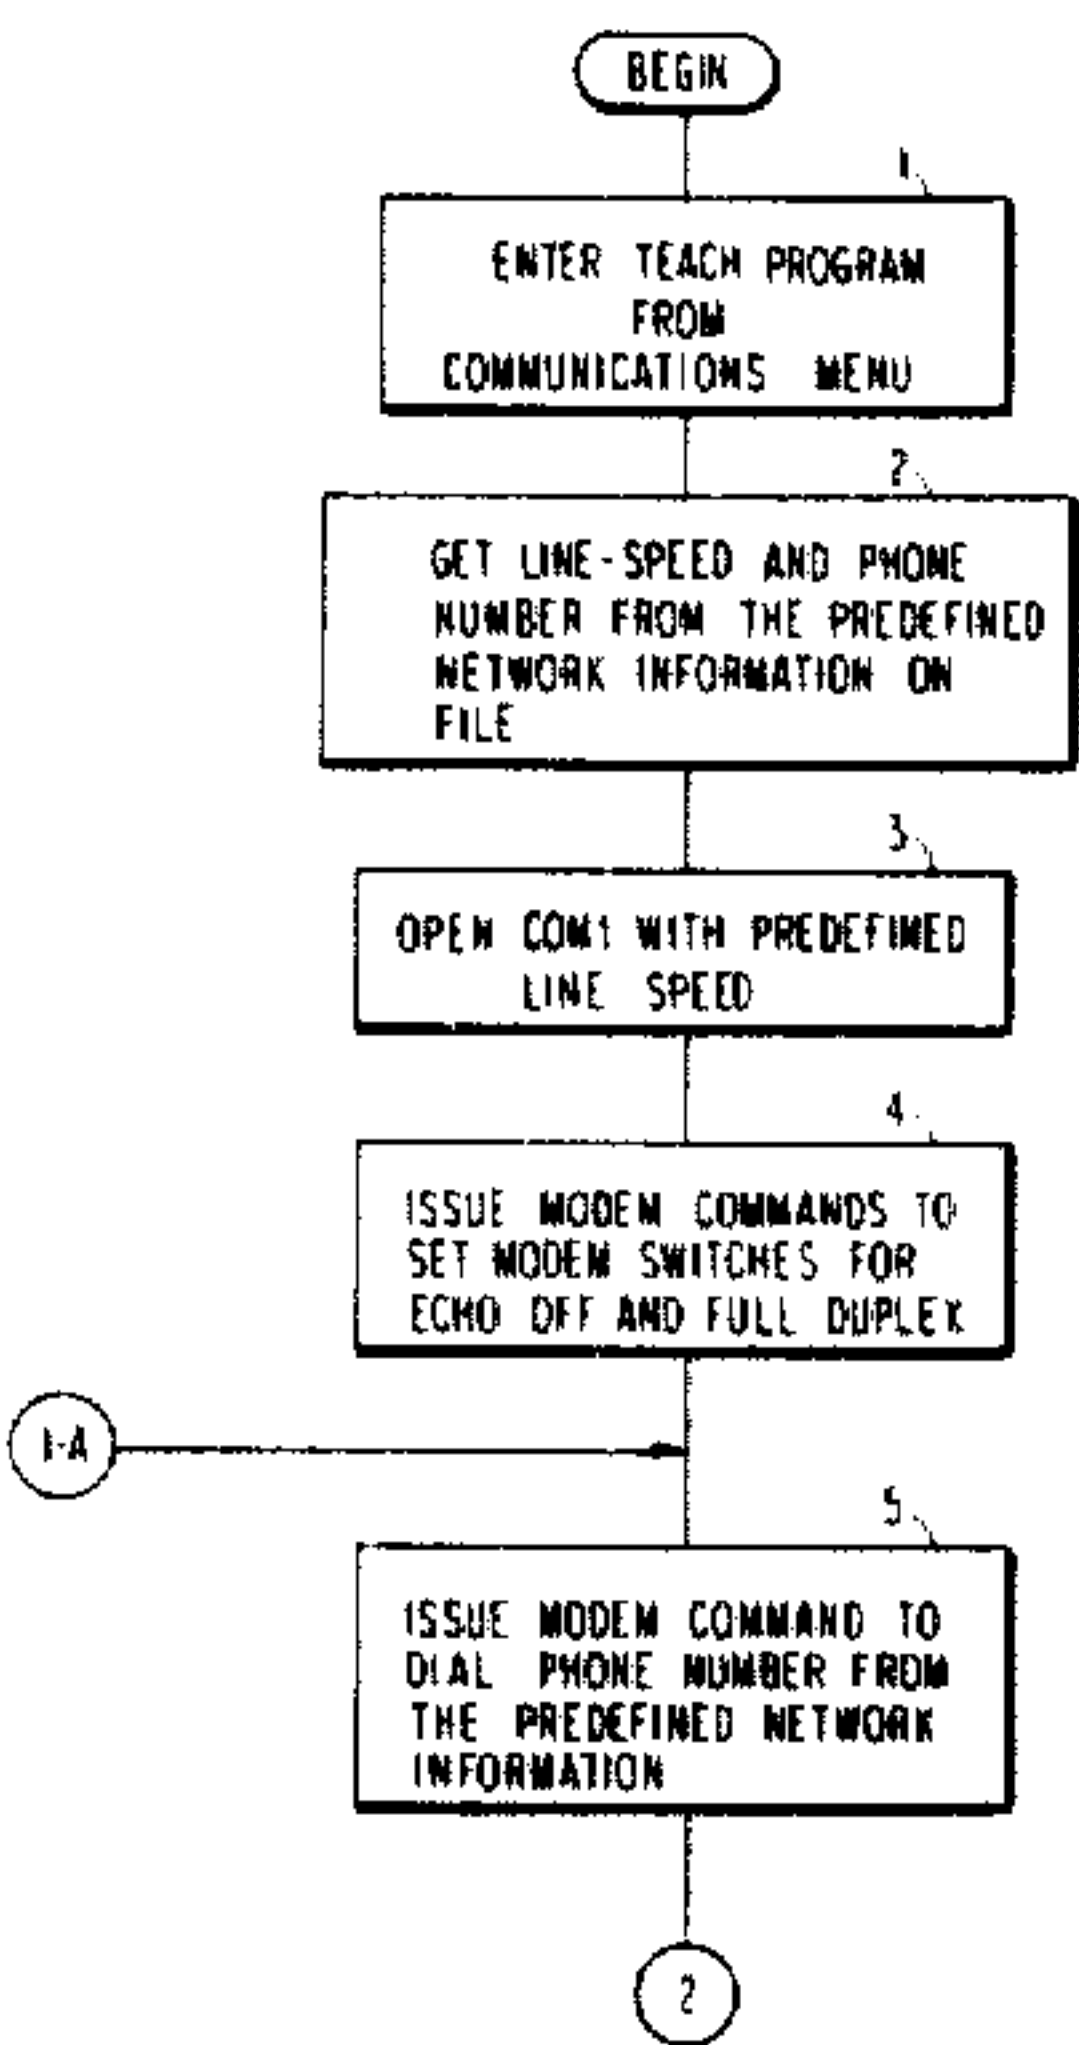 BEGIN
1
ENTER TEACH PROGRAM
FROM
COMMUNICATIONS MENU
2
GET LINE-SPEED AND PHONE
NUMBER FROM THE PREDEFINED
NETWORK INFORMATION ON
FILE
3
OPEN COM1 WITH PREDEFINED
LINE SPEED
4
ISSUE MODEM COMMANDS TO
SET MODEM SWITCHES FOR
ECHO OFF AND FULL DUPLEX
1-A
5
ISSUE MODEM COMMAND TO
DIAL PHONE NUMBER FROM
THE PREDEFINED NETWORK
INFORMATION
2